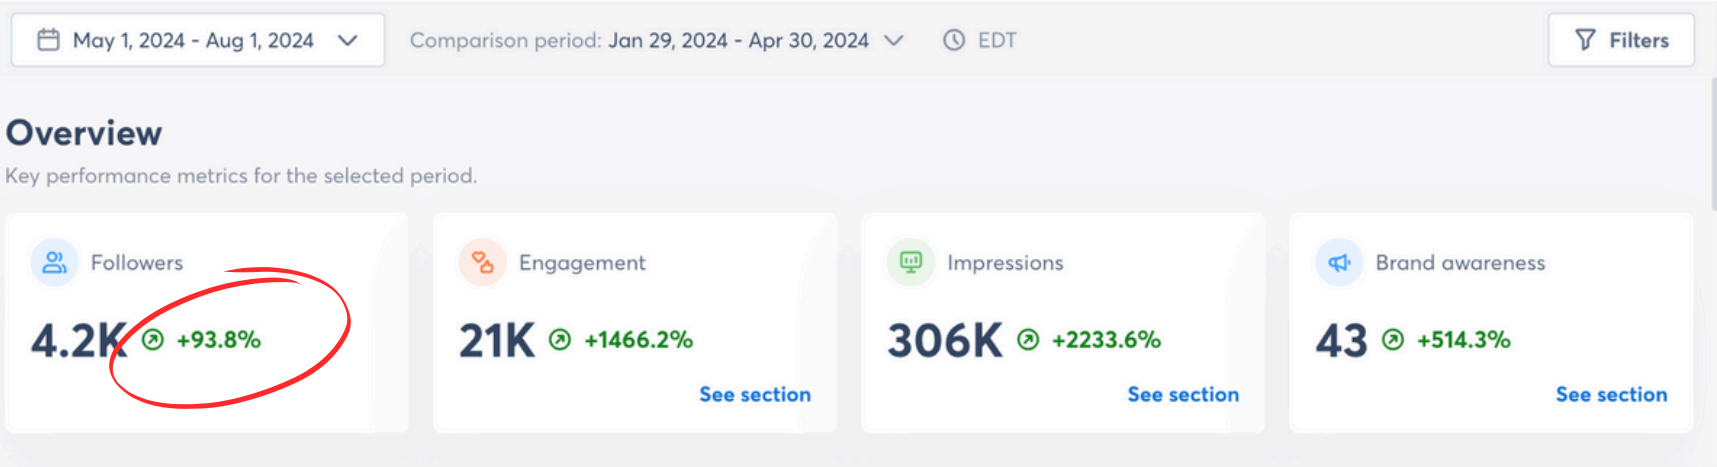 May 1, 2024 - Aug 1, 2024 Comparison period: Jan 29, 2024 - Apr 30, 2024 EDT Filters
Overview
Key performance metrics for the selected period.
Followers Engagement Impressions Brand awareness
4.2K +93.8% 21K +1466.2% 306K +2233.6% 43 +514.3%
See section See section See section